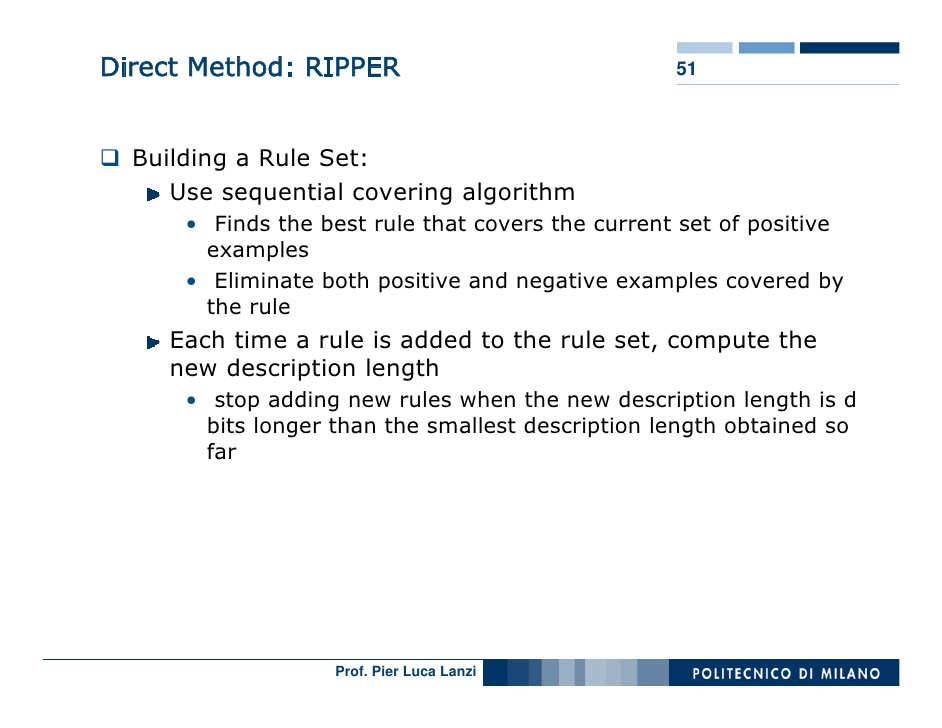 Direct Method: RIPPER
51
Building a Rule Set:
Use sequential covering algorithm
• Finds the best rule that covers the current set of positive
examples
• Eliminate both positive and negative examples covered by
the rule
Each time a rule is added to the rule set, compute the
new description length
• stop adding new rules when the new description length is d
bits longer than the smallest description length obtained so
far
Prof. Pier Luca Lanzi
POLITECNICO DI MILANO